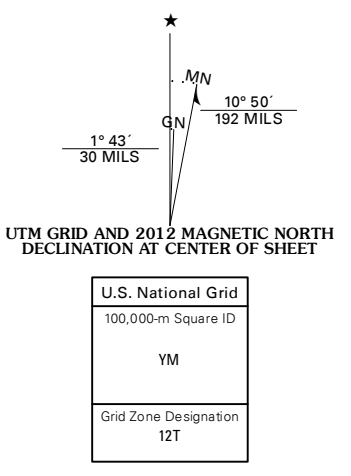 ★
MN
GN
10° 50´
192 MILS
1° 43´
30 MILS
UTM GRID AND 2012 MAGNETIC NORTH
DECLINATION AT CENTER OF SHEET
U.S. National Grid
100,000-m Square ID
YM
Grid Zone Designation
12T